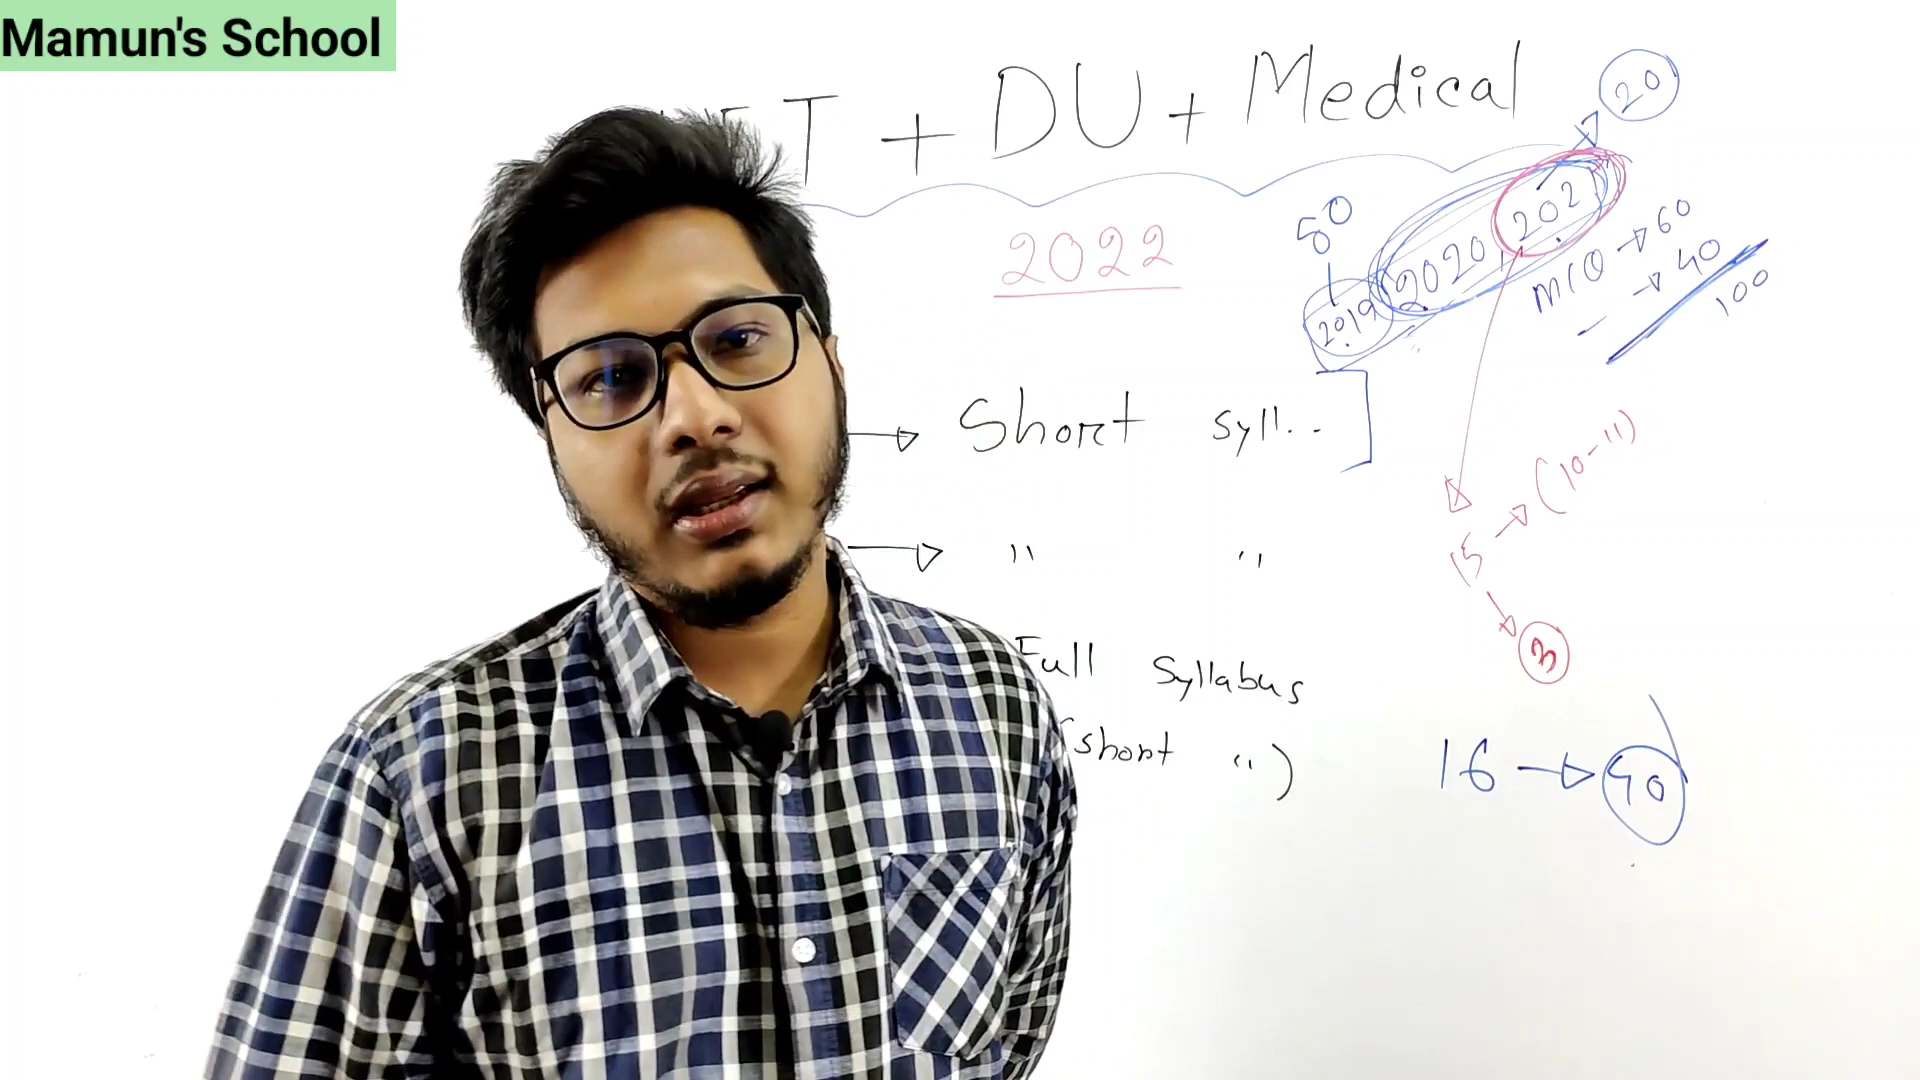 Mamun's School
T + DU + Medical
20
2022
80
2019 2020, 2021
MCQ → 60
→ 40
100
→ Short syll..
15 → (10-11)
→ " "
3
Full Syllabus
(short ")
16 → 40